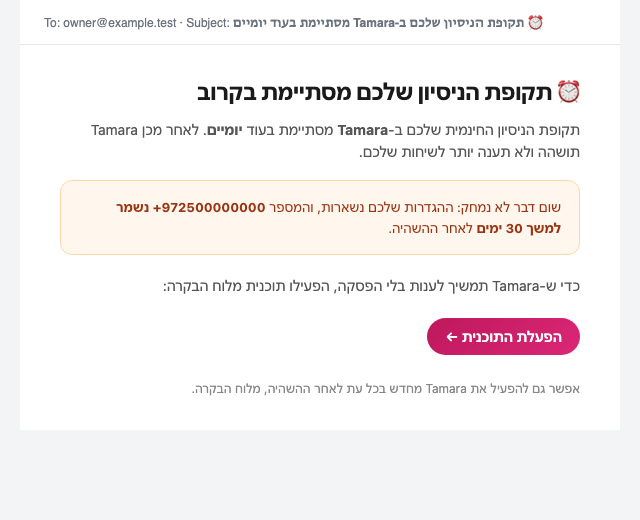 To: owner@example.test · Subject: ⏰ תקופת הניסיון שלכם ב-Tamara מסתיימת בעוד יומיים
⏰ תקופת הניסיון שלכם מסתיימת בקרוב
תקופת הניסיון החינמית שלכם ב-Tamara מסתיימת בעוד יומיים. לאחר מכן Tamara
תושהה ולא תענה יותר לשיחות שלכם.
שום דבר לא נמחק: ההגדרות שלכם נשארות, והמספר 972500000000+ נשמר
למשך 30 ימים לאחר ההשהיה.
כדי ש-Tamara תמשיך לענות בלי הפסקה, הפעילו תוכנית מלוח הבקרה:
הפעלת התוכנית ←
אפשר גם להפעיל את Tamara מחדש בכל עת לאחר ההשהיה, מלוח הבקרה.